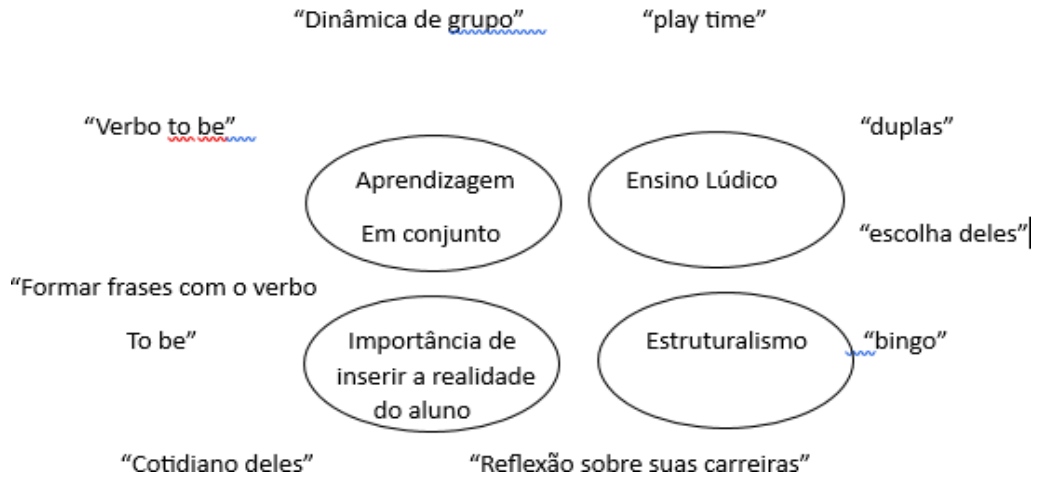 “Dinâmica de grupo”
“play time”
“Verbo to be”
“duplas”
Aprendizagem
Em conjunto
Ensino Lúdico
“escolha deles”
“Formar frases com o verbo
To be”
Importância de
inserir a realidade
do aluno
Estruturalismo
“bingo”
“Cotidiano deles”
“Reflexão sobre suas carreiras”